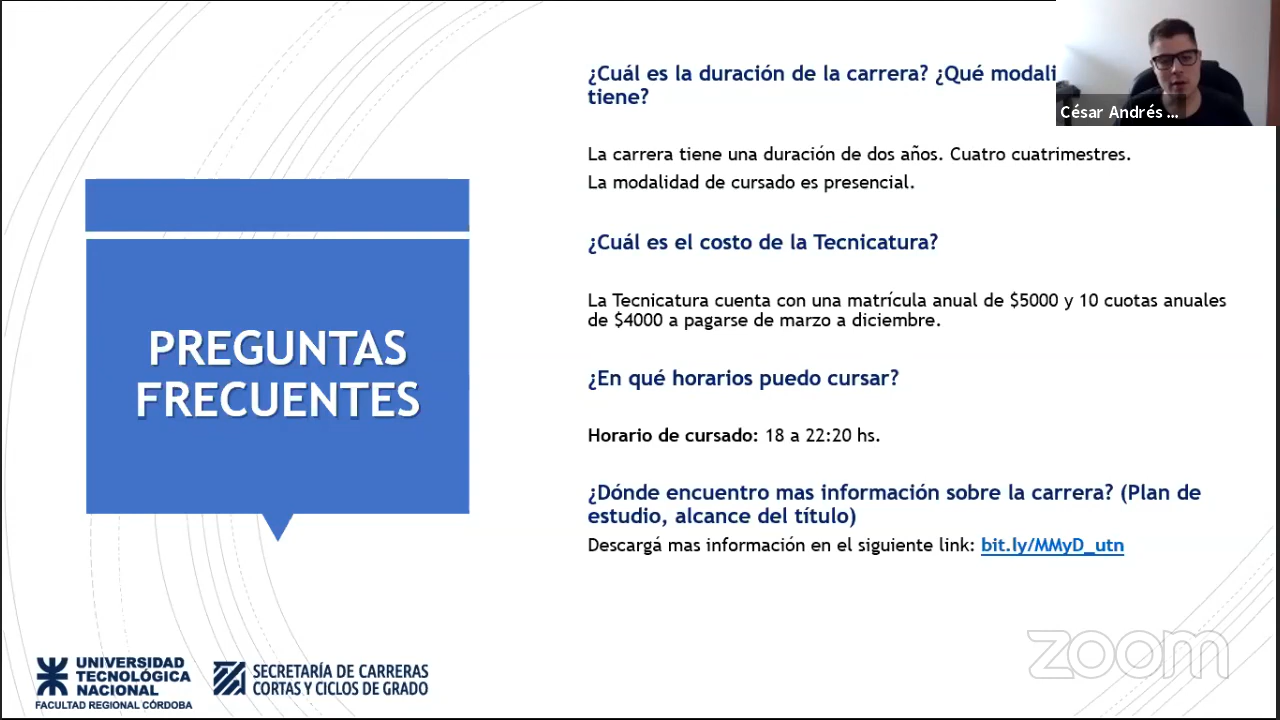 ¿Cuál es la duración de la carrera? ¿Qué modali
tiene?
César Andrés ...
La carrera tiene una duración de dos años. Cuatro cuatrimestres.
La modalidad de cursado es presencial.
¿Cuál es el costo de la Tecnicatura?
La Tecnicatura cuenta con una matrícula anual de $5000 y 10 cuotas anuales
de $4000 a pagarse de marzo a diciembre.
PREGUNTAS
FRECUENTES
¿En qué horarios puedo cursar?
Horario de cursado: 18 a 22:20 hs.
¿Dónde encuentro mas información sobre la carrera? (Plan de
estudio, alcance del título)
Descargá mas información en el siguiente link: bit.ly/MMyD_utn
UNIVERSIDAD
TECNOLÓGICA
NACIONAL
FACULTAD REGIONAL CÓRDOBA
SECRETARÍA DE CARRERAS
CORTAS Y CICLOS DE GRADO
zoom